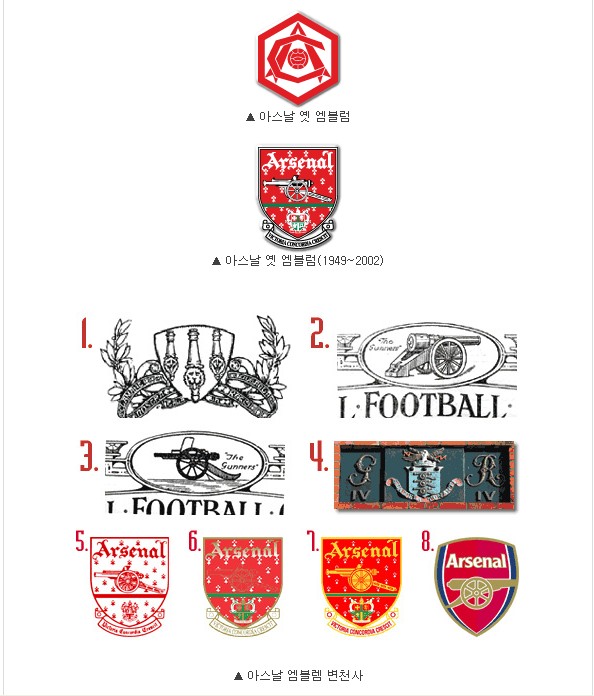 ▲ 아스날 옛 엠블럼
Arsenal
VICTORIA CONCORDIA CRESCIT
▲ 아스날 옛 엠블럼(1949~2002)
1.
2.
"The
Gunners"
L·FOOTBALL·
3.
"The
Gunners"
L·FOOTBALL·
4.
G R
IV IV
5.
Arsenal
Victoria Concordia Crescit
6.
Arsenal
VICTORIA CONCORDIA CRESCIT
7.
Arsenal
VICTORIA CONCORDIA CRESCIT
8.
Arsenal
▲ 아스날 엠블렘 변천사